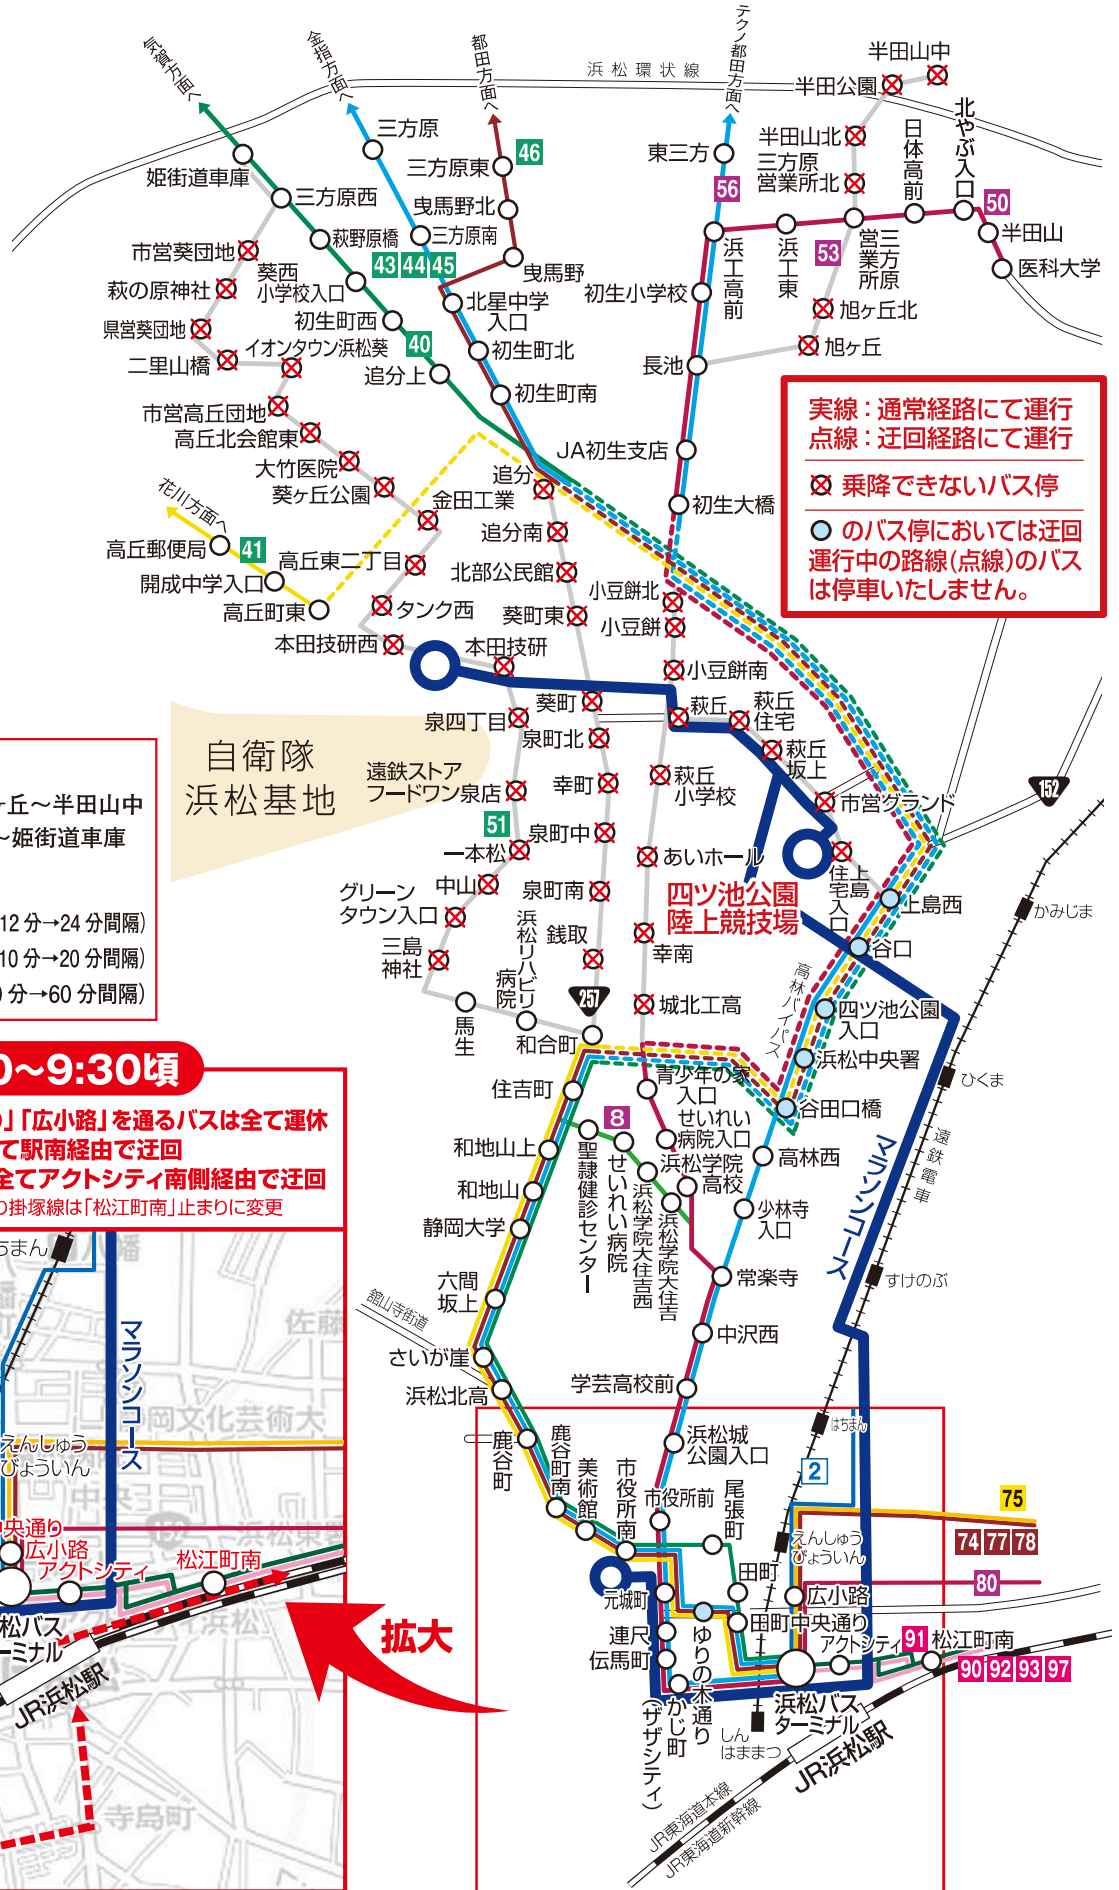 気賀方面へ
金指方面へ
都田方面へ
テクノ都田方面へ
浜松環状線
半田山中
半田公園
北やぶ入口
三方原
三方原東
46
東三方
半田山北
三方原
営業所北
日体高前
姫街道車庫
三方原西
曳馬野北
56
50
萩野原橋
三方原南
浜工高前
浜工東
53
三方原営業所
半田山
市営葵団地
43
44
45
曳馬野
医科大学
葵西
小学校入口
萩の原神社
北星中学
入口
初生小学校
旭ヶ丘北
県営葵団地
初生町西
イオンタウン浜松葵
40
初生町北
旭ヶ丘
二里山橋
追分上
長池
初生町南
市営高丘団地
高丘北会館東
実線：通常経路にて運行
点線：迂回経路にて運行
乗降できないバス停
のバス停においては迂回
運行中の路線(点線)のバス
は停車いたしません。
大竹医院
葵ヶ丘公園
JA初生支店
追分
花川方面へ
金田工業
初生大橋
高丘郵便局
41
追分南
高丘東二丁目
北部公民館
開成中学入口
小豆餅北
高丘町東
タンク西
葵町東
小豆餅
本田技研西
本田技研
小豆餅南
葵町
萩丘
萩丘
住宅
泉四丁目
泉町北
萩丘
坂上
自衛隊
浜松基地
遠鉄ストア
フードワン泉店
幸町
萩丘
小学校
市営グランド
152
ヶ丘～半田山中
～姫街道車庫
12分→24分間隔)
10分→20分間隔)
分→60分間隔)
51
泉町中
一本松
あいホール
上島住宅入口
中山
泉町南
四ツ池公園
陸上競技場
上島西
かみじま
グリーン
タウン入口
浜松リハビリ病院
銭取
谷口
三島
神社
幸南
高林バイパス
257
城北工高
四ツ池公園
入口
馬生
和合町
浜松中央署
0～9:30頃
」「広小路」を通るバスは全て運休
て駅南経由で迂回
全てアクトシティ南側経由で迂回
の掛塚線は「松江町南」止まりに変更
住吉町
青少年の家
入口
谷田口橋
ひくま
8
せいれい
病院入口
遠鉄電車
和地山上
聖隷健診センター
せいれい病院
浜松学院
高校
高林西
マラソンコース
和地山
浜松学院大住吉西
浜松学院大住吉
少林寺
入口
静岡大学
六間
坂上
常楽寺
すけのぶ
舘山寺街道
さいが崖
中沢西
浜松北高
学芸高校前
ちまん
八幡
佐藤
マラソンコース
静岡文化芸術大
えんしゅう
びょういん
中央
浜松東
鹿谷町
鹿谷町南
美術館
市役所南
浜松城
公園入口
はちまん
2
市役所前
尾張町
75
えんしゅう
びょういん
74
77
78
田町
80
元城町
広小路
央通り
広小路
アクトシティ
松江町南
連尺
田町中央通り
アクトシティ
91
松江町南
伝馬町
ゆりの木通り
90
92
93
97
松バス
ーミナル
浜松
拡大
JR浜松駅
かじ町
(ザザシティ)
しん
はままつ
浜松バス
ターミナル
JR浜松駅
寺島町
JR東海道本線
JR東海道新幹線